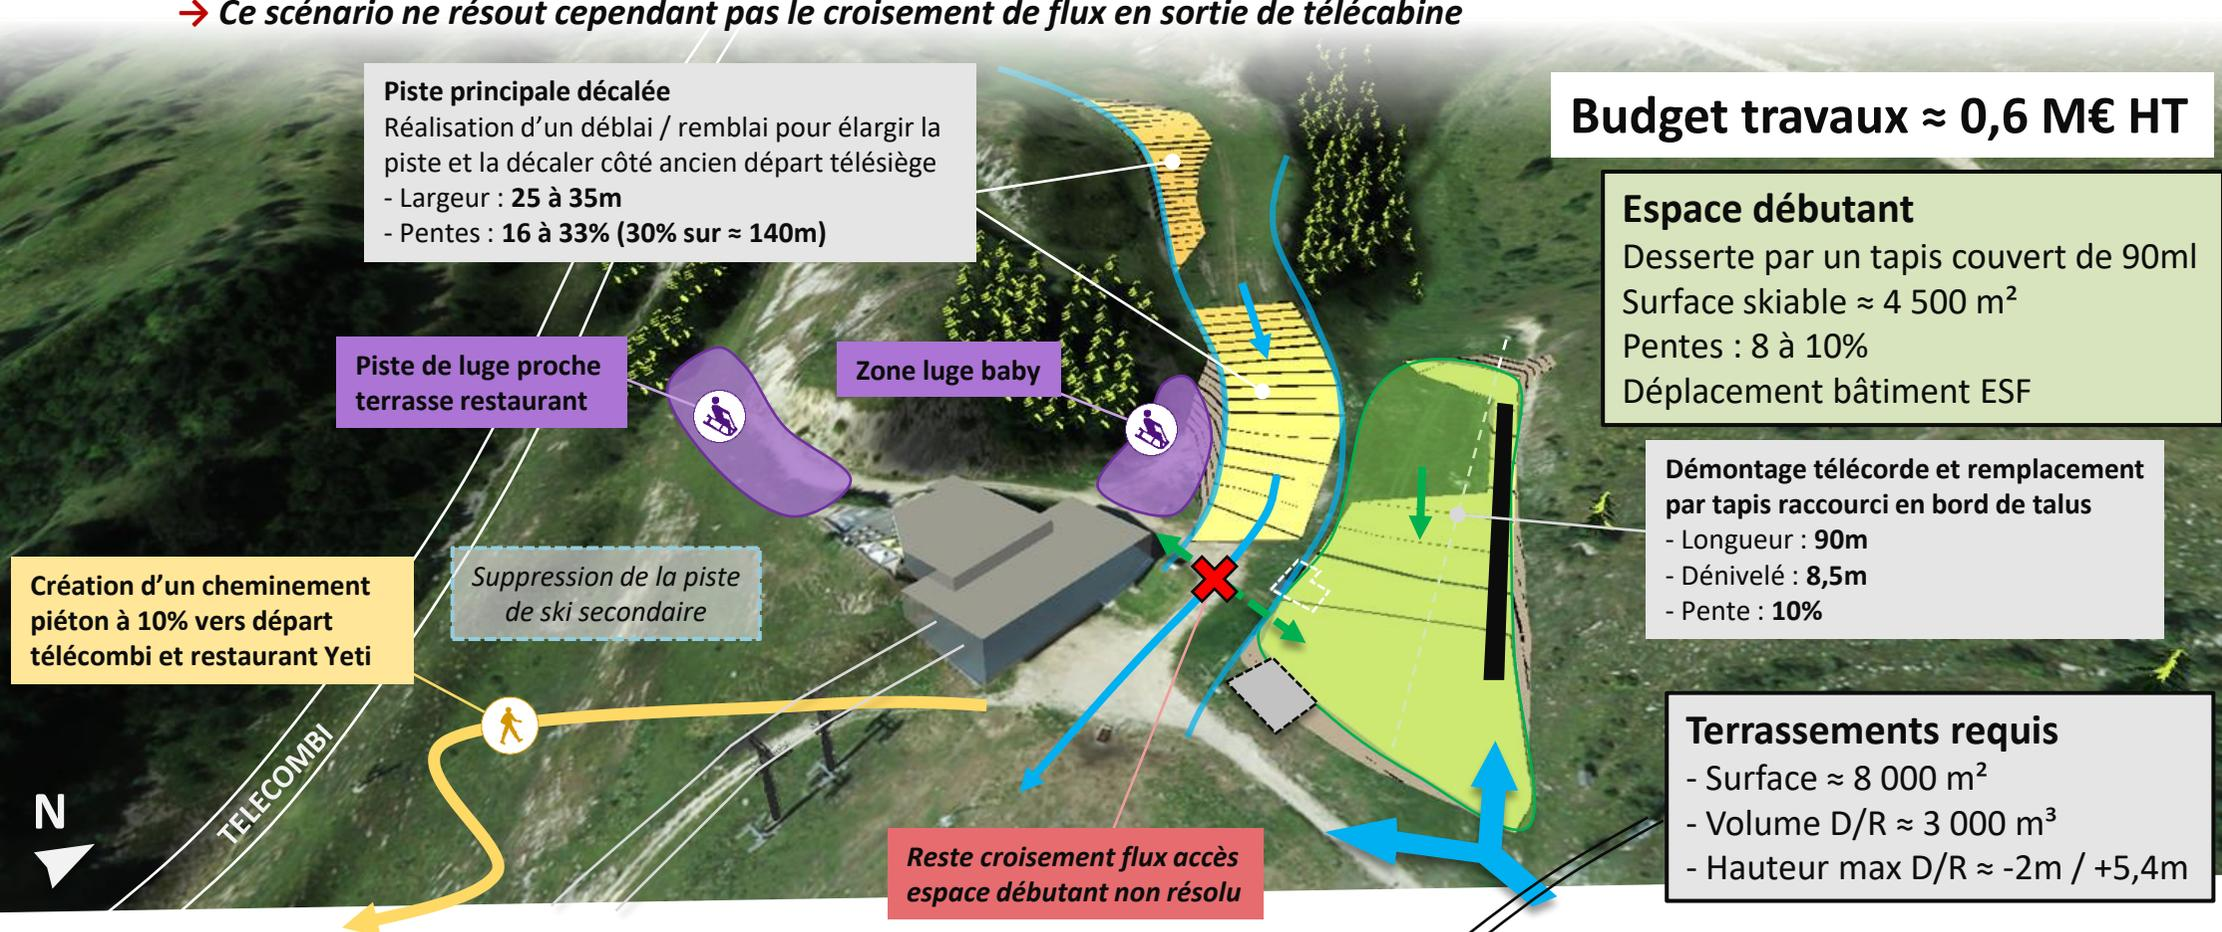 → Ce scénario ne résout cependant pas le croisement de flux en sortie de télécabine
Piste principale décalée
Réalisation d’un déblai / remblai pour élargir la
piste et la décaler côté ancien départ télésiège
- Largeur : 25 à 35m
- Pentes : 16 à 33% (30% sur ≈ 140m)
Budget travaux ≈ 0,6 M€ HT
Espace débutant
Desserte par un tapis couvert de 90ml
Surface skiable ≈ 4 500 m²
Pentes : 8 à 10%
Déplacement bâtiment ESF
Piste de luge proche
terrasse restaurant
Zone luge baby
Démontage télécorde et remplacement
par tapis raccourci en bord de talus
- Longueur : 90m
- Dénivelé : 8,5m
- Pente : 10%
Création d’un cheminement
piéton à 10% vers départ
télécombi et restaurant Yeti
Suppression de la piste
de ski secondaire
Terrassements requis
- Surface ≈ 8 000 m²
- Volume D/R ≈ 3 000 m³
- Hauteur max D/R ≈ -2m / +5,4m
N
TELECOMBI
Reste croisement flux accès
espace débutant non résolu